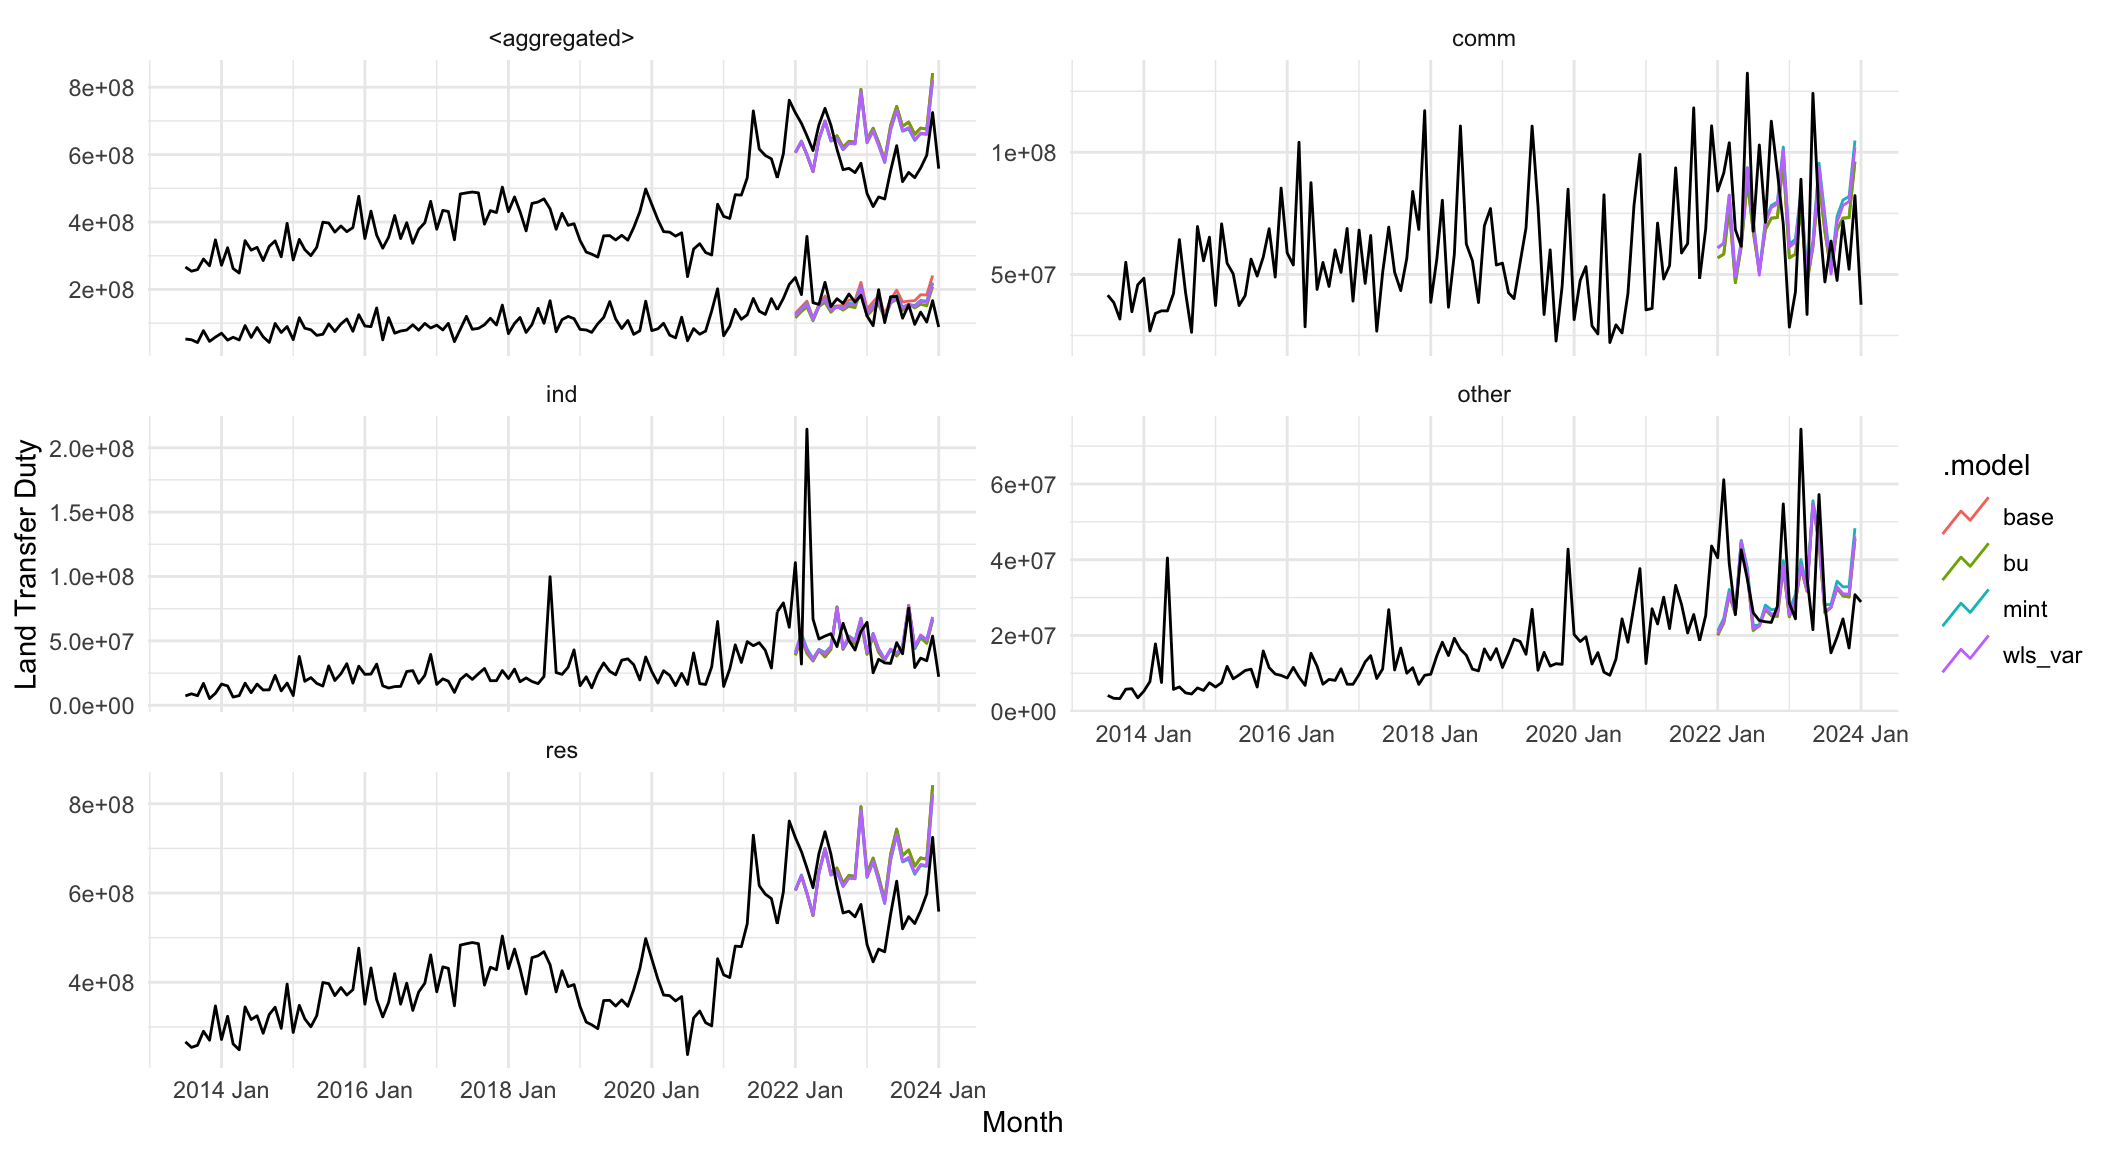 <aggregated>
comm
8e+08
6e+08
4e+08
2e+08
1e+08
5e+07
ind
other
2.0e+08
1.5e+08
1.0e+08
5.0e+07
0.0e+00
6e+07
4e+07
2e+07
0e+00
2014 Jan 2016 Jan 2018 Jan 2020 Jan 2022 Jan 2024 Jan
res
8e+08
6e+08
4e+08
2014 Jan 2016 Jan 2018 Jan 2020 Jan 2022 Jan 2024 Jan
Month
Land Transfer Duty
.model
base
bu
mint
wls_var